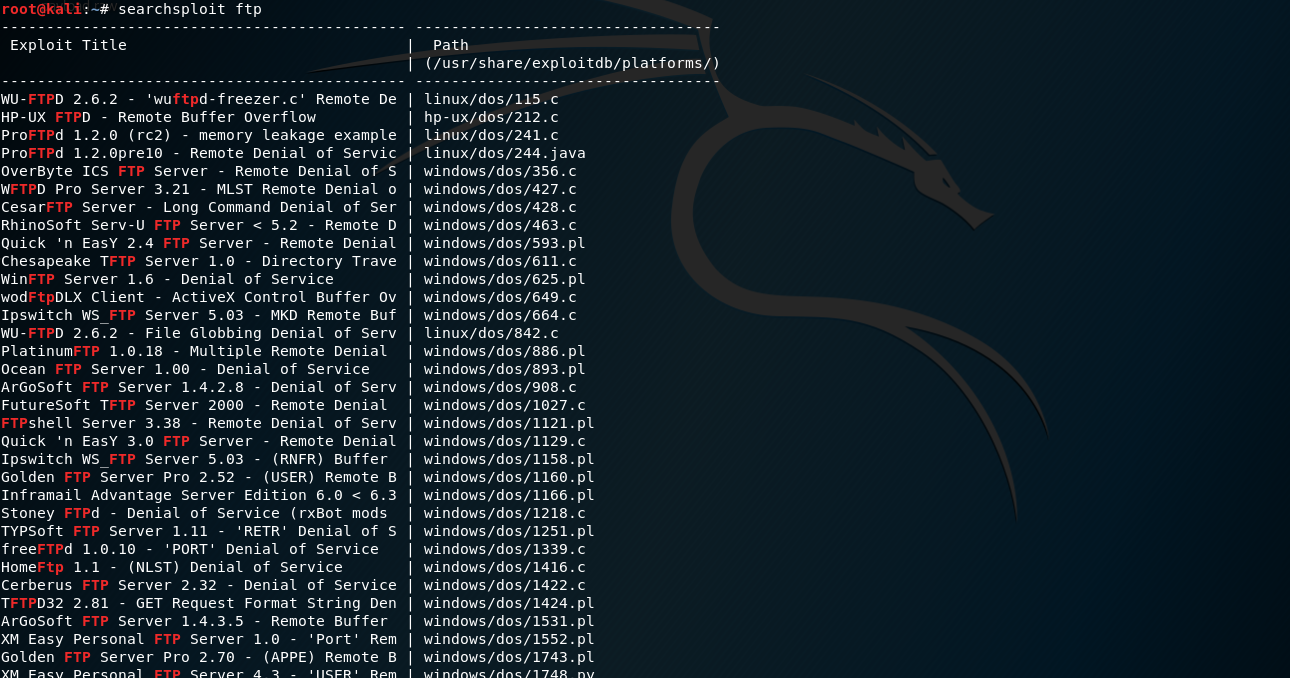 root@kali:~# searchsploit ftp
--------------------------------------------- ----------------------------------
 Exploit Title                               |  Path
                                             | (/usr/share/exploitdb/platforms/)
--------------------------------------------- ----------------------------------
WU-FTPD 2.6.2 - 'wuftpd-freezer.c' Remote De | linux/dos/115.c
HP-UX FTPD - Remote Buffer Overflow          | hp-ux/dos/212.c
ProFTPd 1.2.0 (rc2) - memory leakage example | linux/dos/241.c
ProFTPd 1.2.0pre10 - Remote Denial of Servic | linux/dos/244.java
OverByte ICS FTP Server - Remote Denial of S | windows/dos/356.c
WFTPD Pro Server 3.21 - MLST Remote Denial o | windows/dos/427.c
CesarFTP Server - Long Command Denial of Ser | windows/dos/428.c
RhinoSoft Serv-U FTP Server < 5.2 - Remote D | windows/dos/463.c
Quick 'n EasY 2.4 FTP Server - Remote Denial | windows/dos/593.pl
Chesapeake TFTP Server 1.0 - Directory Trave | windows/dos/611.c
WinFTP Server 1.6 - Denial of Service        | windows/dos/625.pl
wodFtpDLX Client - ActiveX Control Buffer Ov | windows/dos/649.c
Ipswitch WS_FTP Server 5.03 - MKD Remote Buf | windows/dos/664.c
WU-FTPD 2.6.2 - File Globbing Denial of Serv | linux/dos/842.c
PlatinumFTP 1.0.18 - Multiple Remote Denial  | windows/dos/886.pl
Ocean FTP Server 1.00 - Denial of Service    | windows/dos/893.pl
ArGoSoft FTP Server 1.4.2.8 - Denial of Serv | windows/dos/908.c
FutureSoft TFTP Server 2000 - Remote Denial  | windows/dos/1027.c
FTPshell Server 3.38 - Remote Denial of Serv | windows/dos/1121.pl
Quick 'n EasY 3.0 FTP Server - Remote Denial | windows/dos/1129.c
Ipswitch WS_FTP Server 5.03 - (RNFR) Buffer  | windows/dos/1158.pl
Golden FTP Server Pro 2.52 - (USER) Remote B | windows/dos/1160.pl
Inframail Advantage Server Edition 6.0 < 6.3 | windows/dos/1166.pl
Stoney FTPd - Denial of Service (rxBot mods  | windows/dos/1218.c
TYPSoft FTP Server 1.11 - 'RETR' Denial of S | windows/dos/1251.pl
freeFTPd 1.0.10 - 'PORT' Denial of Service   | windows/dos/1339.c
HomeFtp 1.1 - (NLST) Denial of Service       | windows/dos/1416.c
Cerberus FTP Server 2.32 - Denial of Service | windows/dos/1422.c
TFTPD32 2.81 - GET Request Format String Den | windows/dos/1424.pl
ArGoSoft FTP Server 1.4.3.5 - Remote Buffer  | windows/dos/1531.pl
XM Easy Personal FTP Server 1.0 - 'Port' Rem | windows/dos/1552.pl
Golden FTP Server Pro 2.70 - (APPE) Remote B | windows/dos/1743.pl
XM Easy Personal FTP Server 4.3 - 'USER' Rem | windows/dos/1748.py